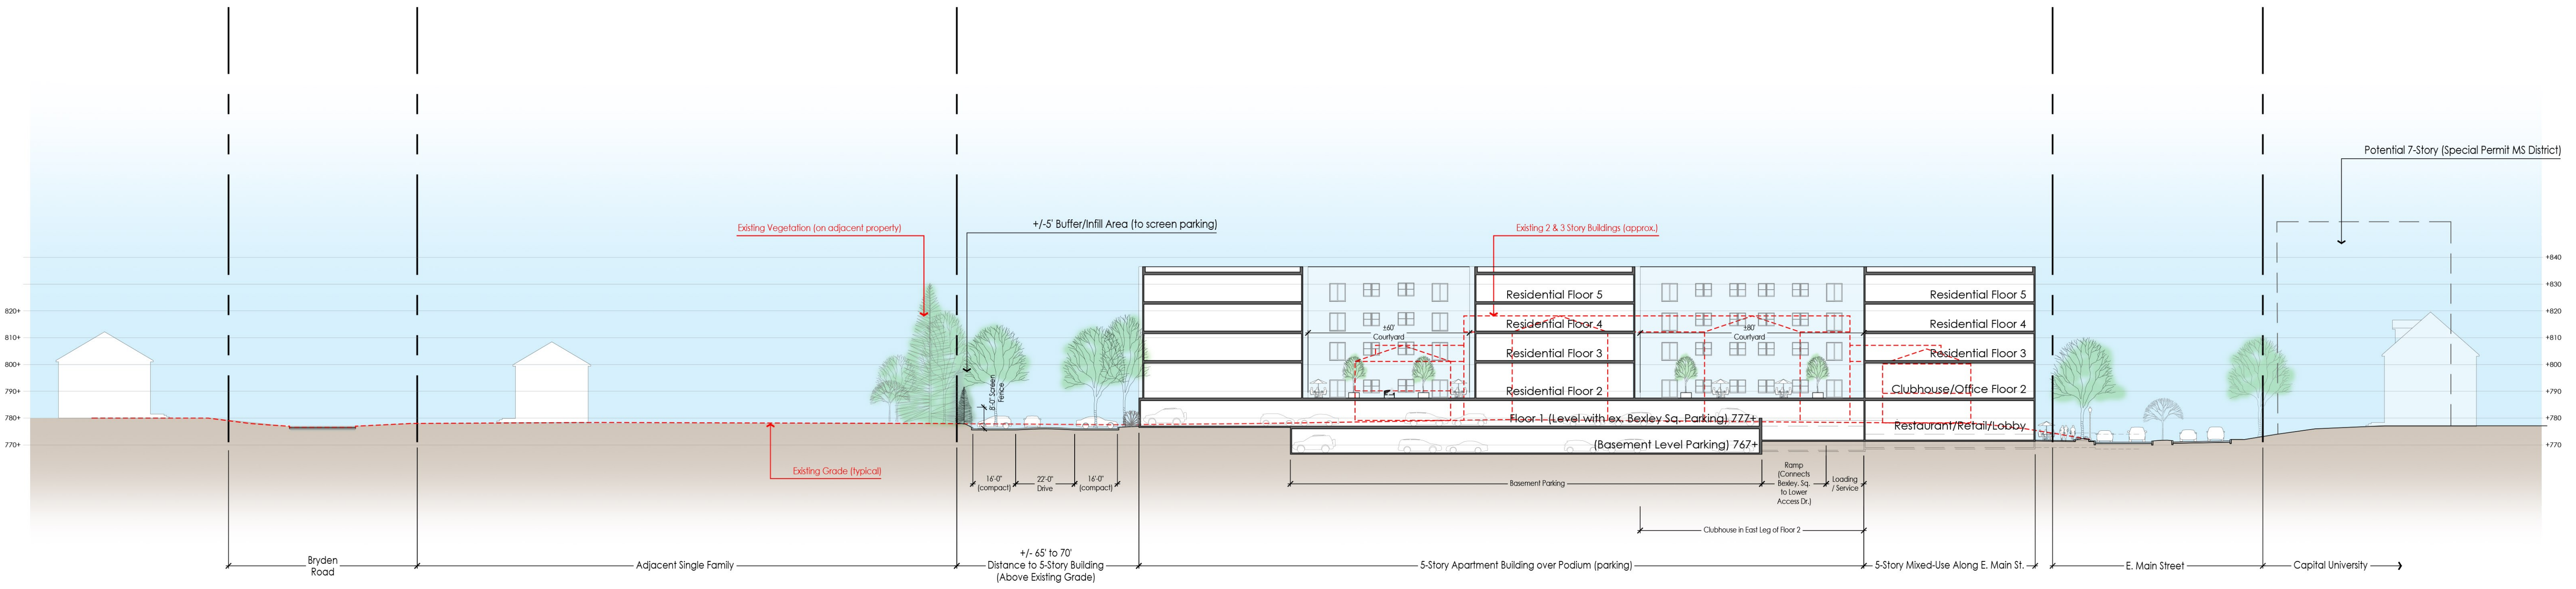 Potential 7-Story (Special Permit MS District)
Existing Vegetation (on adjacent property)
+/-5' Buffer/Infill Area (to screen parking)
Existing 2 & 3 Story Buildings (approx.)
820+
810+
800+
790+
780+
770+
+840
+830
+820
+810
+800
+790
+780
+770
8'-0" Screen
Fence
±60'
Courtyard
±80'
Courtyard
Residential Floor 5
Residential Floor 4
Residential Floor 3
Residential Floor 2
Residential Floor 5
Residential Floor 4
Residential Floor 3
Clubhouse/Office Floor 2
Restaurant/Retail/Lobby
Floor 1 (Level with ex. Bexley Sq. Parking) 777+
(Basement Level Parking) 767+
Existing Grade (typical)
16'-0"
(compact)
22'-0"
Drive
16'-0"
(compact)
Basement Parking
Ramp
(Connects
Bexley. Sq.
to Lower
Access Dr.)
Loading
/ Service
Clubhouse in East Leg of Floor 2
Bryden
Road
Adjacent Single Family
+/- 65' to 70'
Distance to 5-Story Building
(Above Existing Grade)
5-Story Apartment Building over Podium (parking)
5-Story Mixed-Use Along E. Main St.
E. Main Street
Capital University